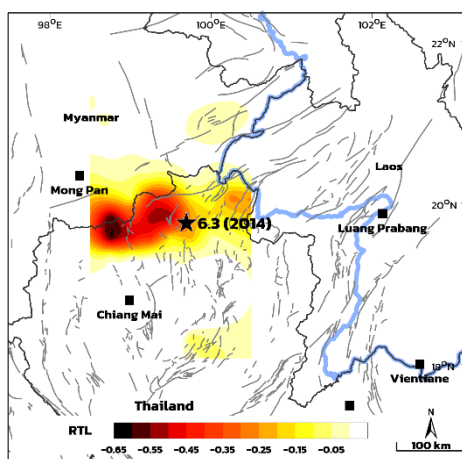 98°E
100°E
102°E
22°N
Myanmar
Laos
Mong Pan
20°N
6.3 (2014)
Luang Prabang
Chiang Mai
18°N
Vientiane
Thailand
RTL
-0.65 -0.55 -0.45 -0.35 -0.25 -0.15 -0.05
N
100 km